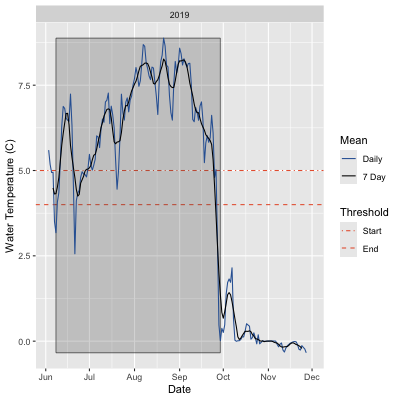 2019
7.5
5.0
2.5
0.0
Water Temperature (C)
Jun Jul Aug Sep Oct Nov Dec
Date
Mean
Daily
7 Day
Threshold
Start
End